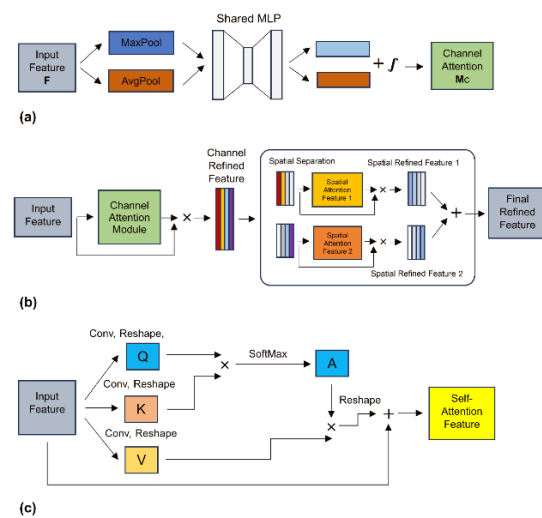 Shared MLP
Input
Feature
F
MaxPool
AvgPool
+ ∫
Channel
Attention
Mc
(a)
Channel
Refined
Feature
Spatial Separation
Spatial Refined Feature 1
Input
Feature
Channel
Attention
Module
×
Spatial
Attention
Feature 1
×
Spatial
Attention
Feature 2
×
+
Spatial Refined Feature 2
Final
Refined
Feature
(b)
Conv, Reshape,
Q
SoftMax
A
×
Input
Feature
Conv, Reshape
K
Reshape
×
+
Conv, Reshape
V
Self-
Attention
Feature
(c)